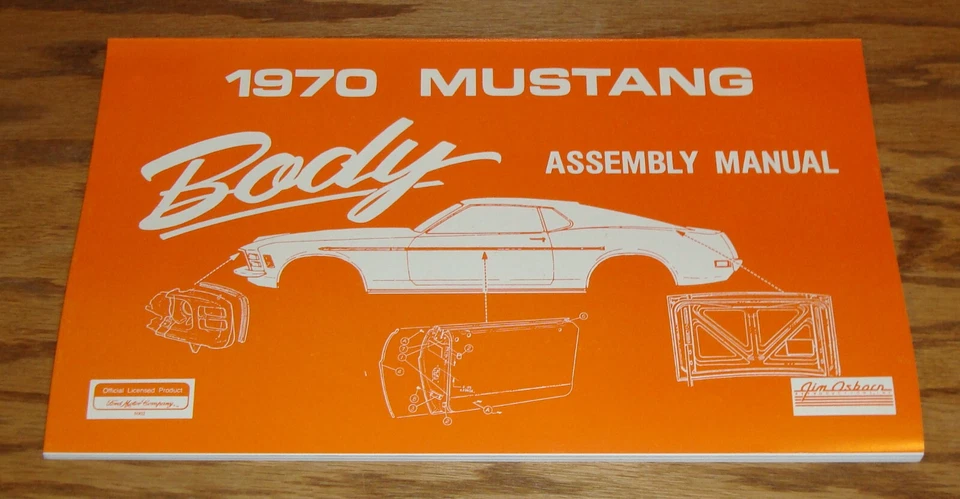 1970 MUSTANG
Body
ASSEMBLY MANUAL
Official Licensed Product
Ford Motor Company
Jim Osborn